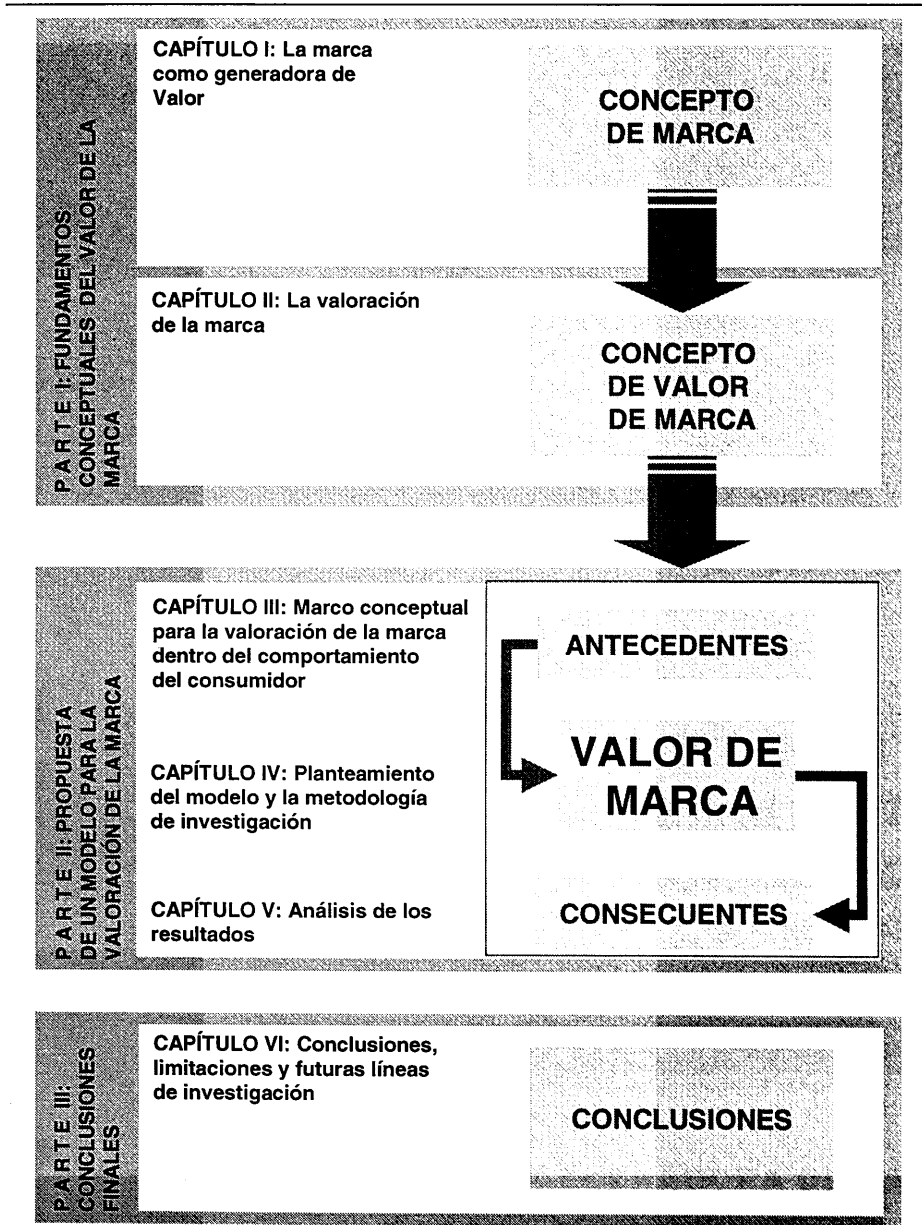 PARTE I: FUNDAMENTOS
CONCEPTUALES DEL VALOR DE LA
MARCA
CAPÍTULO I: La marca
como generadora de
Valor
CONCEPTO
DE MARCA
CAPÍTULO II: La valoración
de la marca
CONCEPTO
DE VALOR
DE MARCA
PARTE II: PROPUESTA
DE UN MODELO PARA LA
VALORACIÓN DE LA MARCA
CAPÍTULO III: Marco conceptual
para la valoración de la marca
dentro del comportamiento
del consumidor
ANTECEDENTES
CAPÍTULO IV: Planteamiento
del modelo y la metodología
de investigación
VALOR DE
MARCA
CAPÍTULO V: Análisis de los
resultados
CONSECUENTES
PARTE III:
CONCLUSIONES
FINALES
CAPÍTULO VI: Conclusiones,
limitaciones y futuras líneas
de investigación
CONCLUSIONES